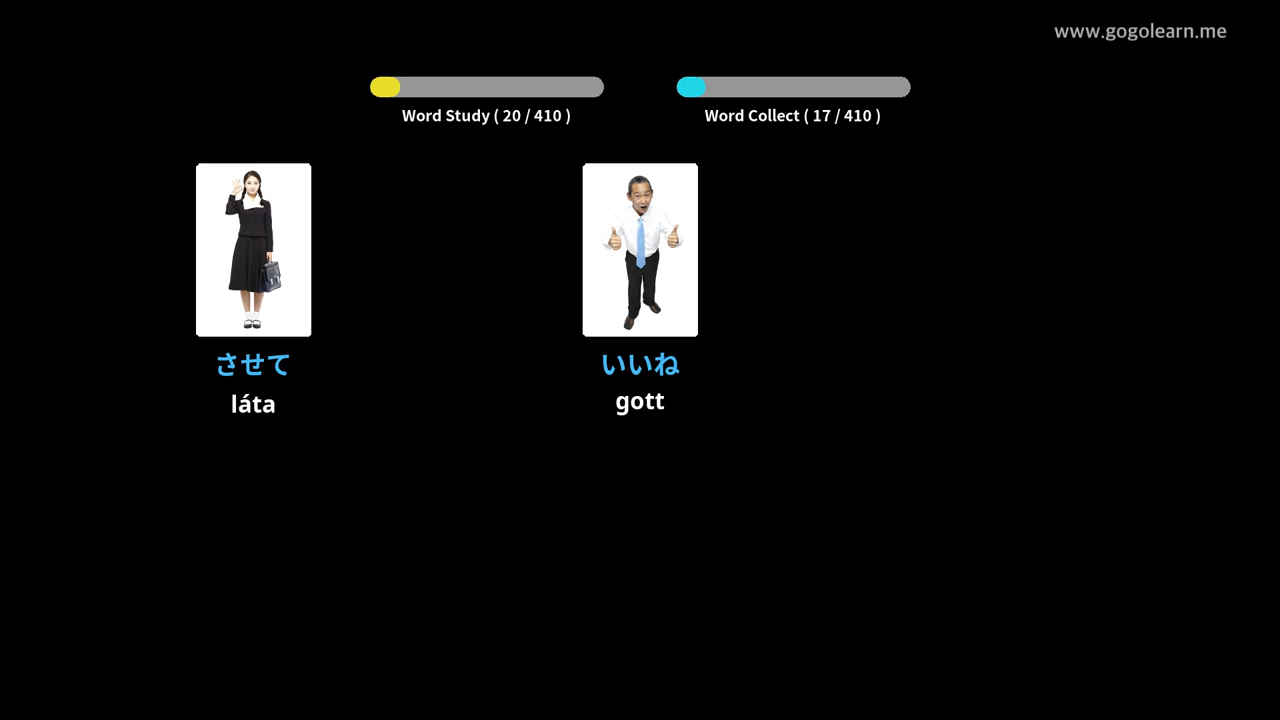 www.gogolearn.me
Word Study ( 20 / 410 )
Word Collect ( 17 / 410 )
させて
láta
いいね
gott